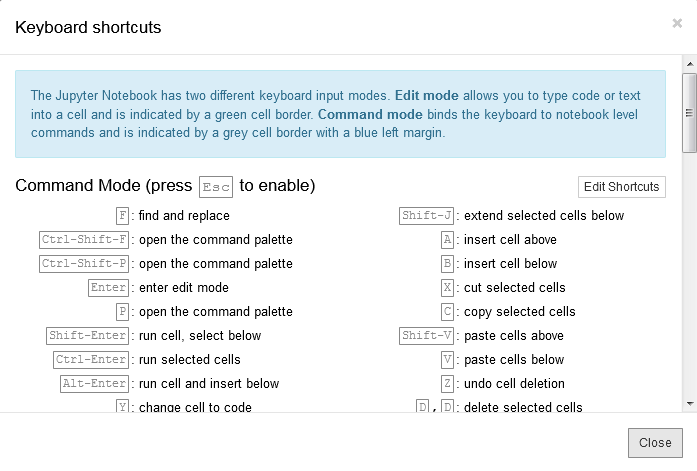 Keyboard shortcuts
×
The Jupyter Notebook has two different keyboard input modes. Edit mode allows you to type code or text
into a cell and is indicated by a green cell border. Command mode binds the keyboard to notebook level
commands and is indicated by a grey cell border with a blue left margin.
Command Mode (press Esc to enable)
Edit Shortcuts
F : find and replace
Ctrl-Shift-F : open the command palette
Ctrl-Shift-P : open the command palette
Enter : enter edit mode
P : open the command palette
Shift-Enter : run cell, select below
Ctrl-Enter : run selected cells
Alt-Enter : run cell and insert below
Y : change cell to code
Shift-J : extend selected cells below
A : insert cell above
B : insert cell below
X : cut selected cells
C : copy selected cells
Shift-V : paste cells above
V : paste cells below
Z : undo cell deletion
D , D : delete selected cells
Close